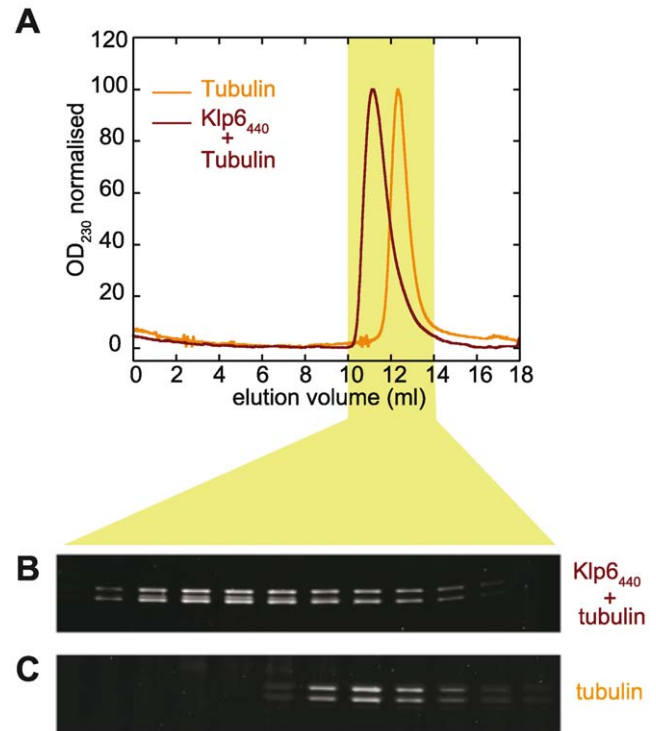 A
120
100
80
60
40
20
0
OD230 normalised
Tubulin
Klp6440
+
Tubulin
0 2 4 6 8 10 12 14 16 18
elution volume (ml)
B
Klp6440
+
tubulin
C
tubulin